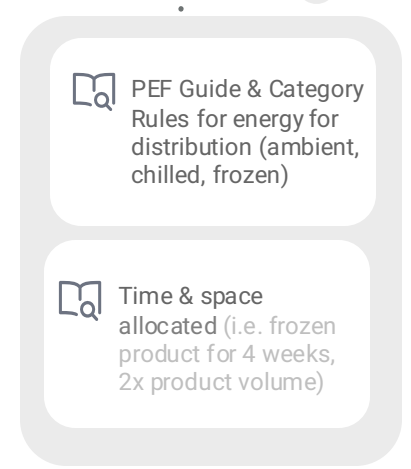 PEF Guide & Category
Rules for energy for
distribution (ambient,
chilled, frozen)
Time & space
allocated (i.e. frozen
product for 4 weeks,
2x product volume)